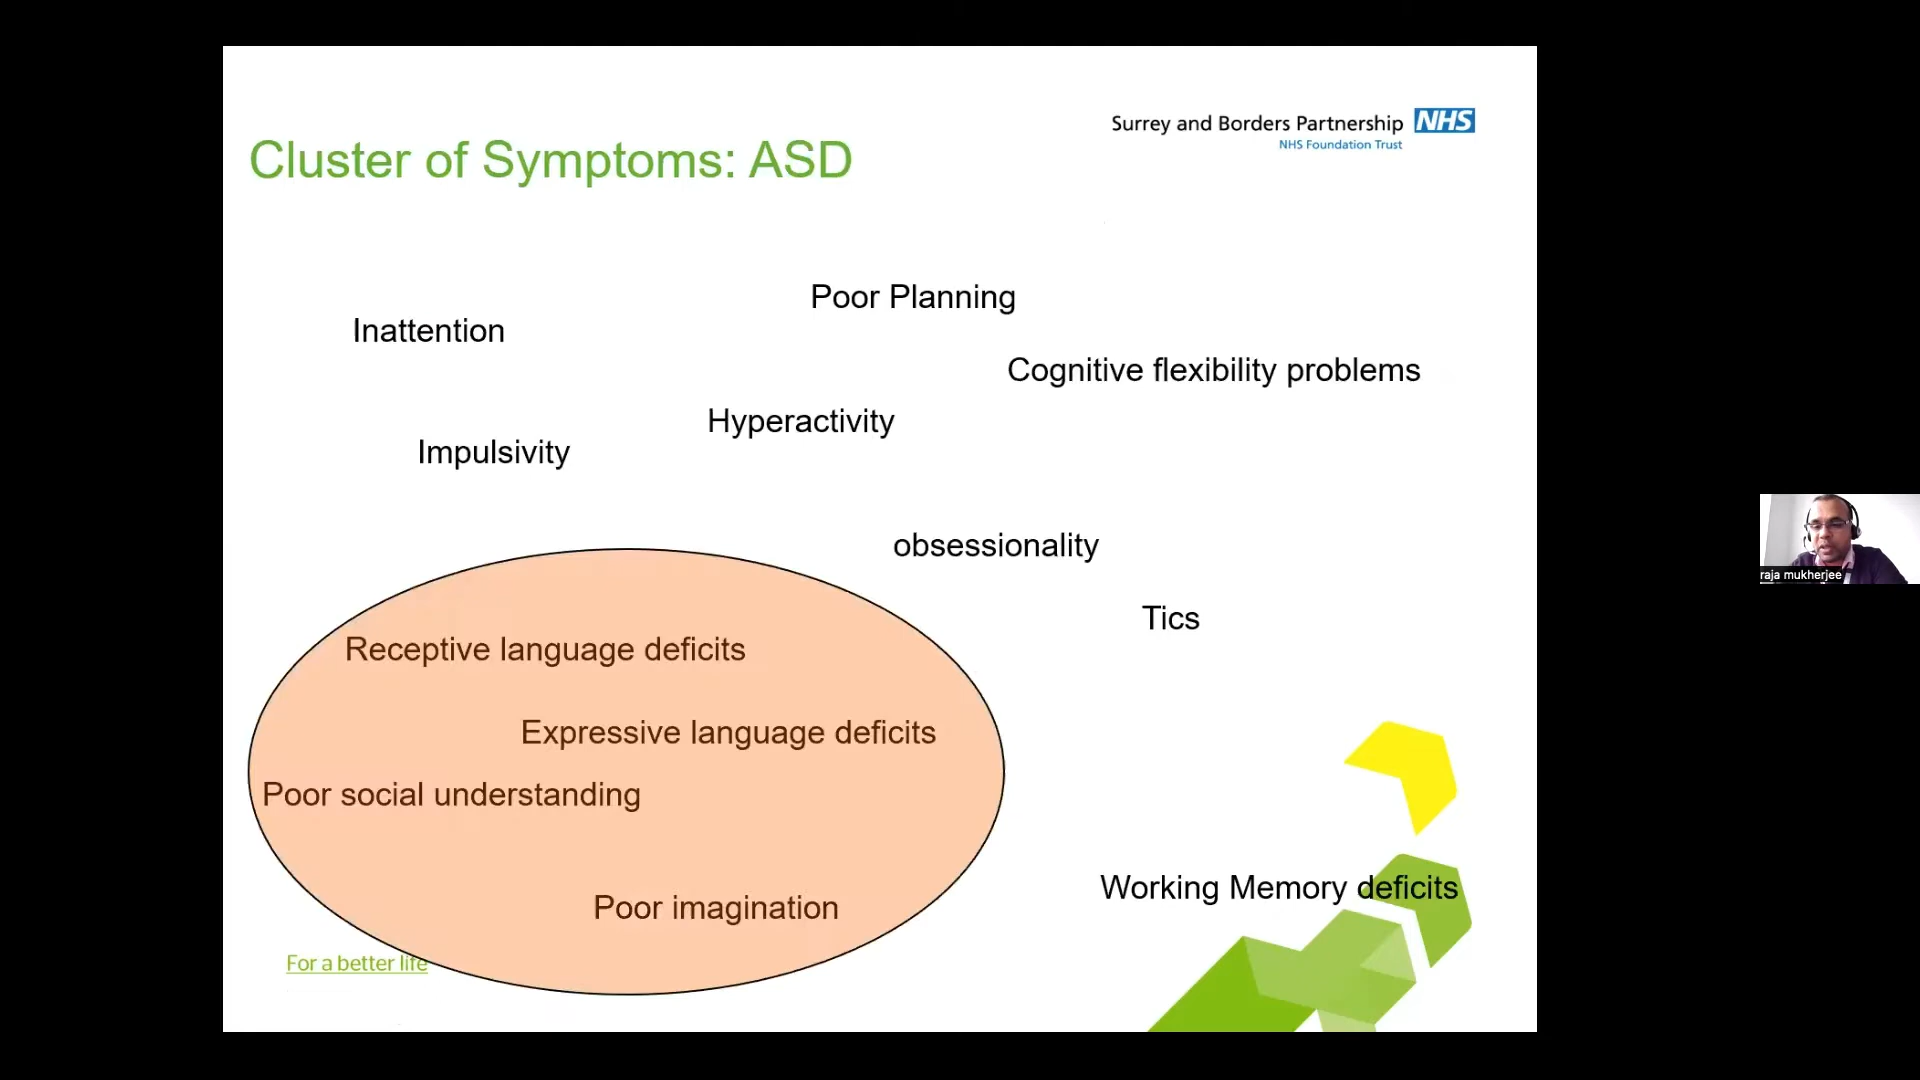 Surrey and Borders Partnership NHS
NHS Foundation Trust
Cluster of Symptoms: ASD
Poor Planning
Inattention
Cognitive flexibility problems
Hyperactivity
Impulsivity
obsessionality
Tics
Receptive language deficits
Expressive language deficits
Poor social understanding
Working Memory deficits
Poor imagination
For a better life
raja mukherjee